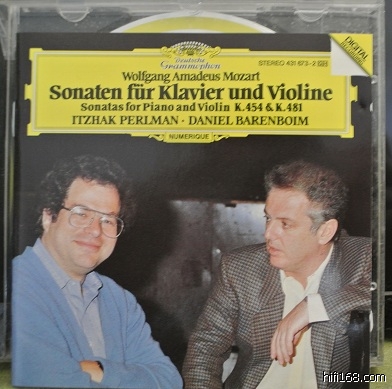 DIGITAL
Deutsche
Grammophon
STEREO 431 673-2
Wolfgang Amadeus Mozart
Sonaten für Klavier und Violine
Sonatas for Piano and Violin K.454 & K.481
ITZHAK PERLMAN · DANIEL BARENBOIM
NUMERIQUE
hifi168.com